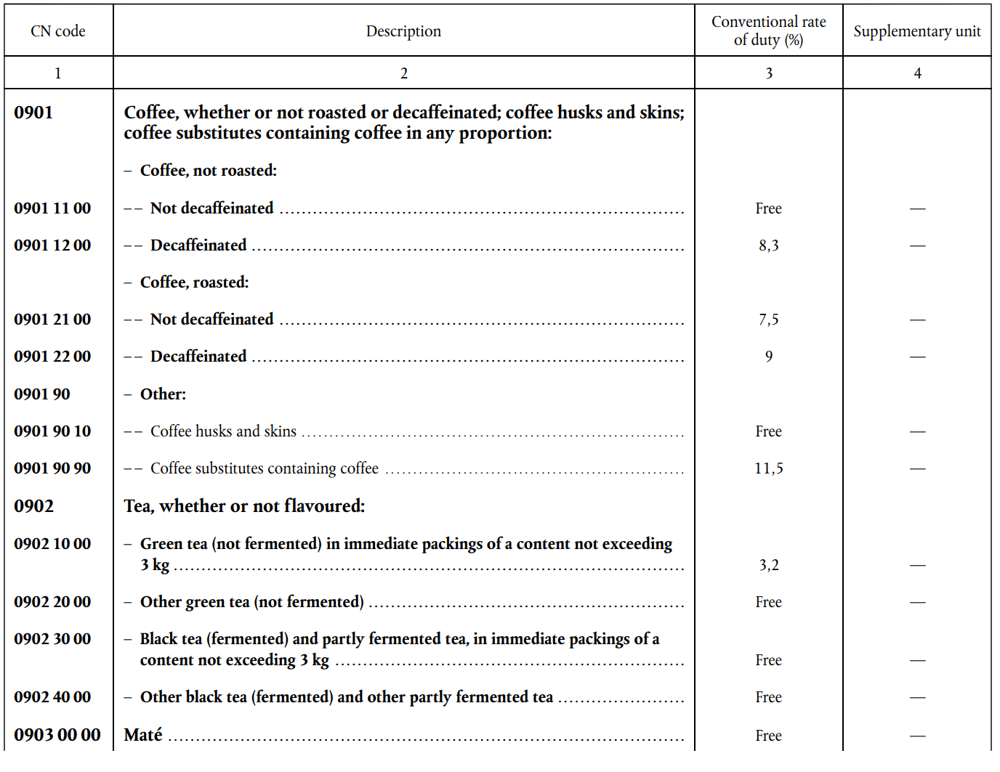 CN code Description Conventional rate of duty (%) Supplementary unit
1 2 3 4
0901 Coffee, whether or not roasted or decaffeinated; coffee husks and skins;
coffee substitutes containing coffee in any proportion:
– Coffee, not roasted:
0901 11 00 – – Not decaffeinated ........ Free —
0901 12 00 – – Decaffeinated ........ 8,3 —
– Coffee, roasted:
0901 21 00 – – Not decaffeinated ........ 7,5 —
0901 22 00 – – Decaffeinated ........ 9 —
0901 90 – Other:
0901 90 10 – – Coffee husks and skins ........ Free —
0901 90 90 – – Coffee substitutes containing coffee ........ 11,5 —
0902 Tea, whether or not flavoured:
0902 10 00 – Green tea (not fermented) in immediate packings of a content not exceeding
3 kg ........ 3,2 —
0902 20 00 – Other green tea (not fermented) ........ Free —
0902 30 00 – Black tea (fermented) and partly fermented tea, in immediate packings of a
content not exceeding 3 kg ........ Free —
0902 40 00 – Other black tea (fermented) and other partly fermented tea ........ Free —
0903 00 00 Maté ........ Free —